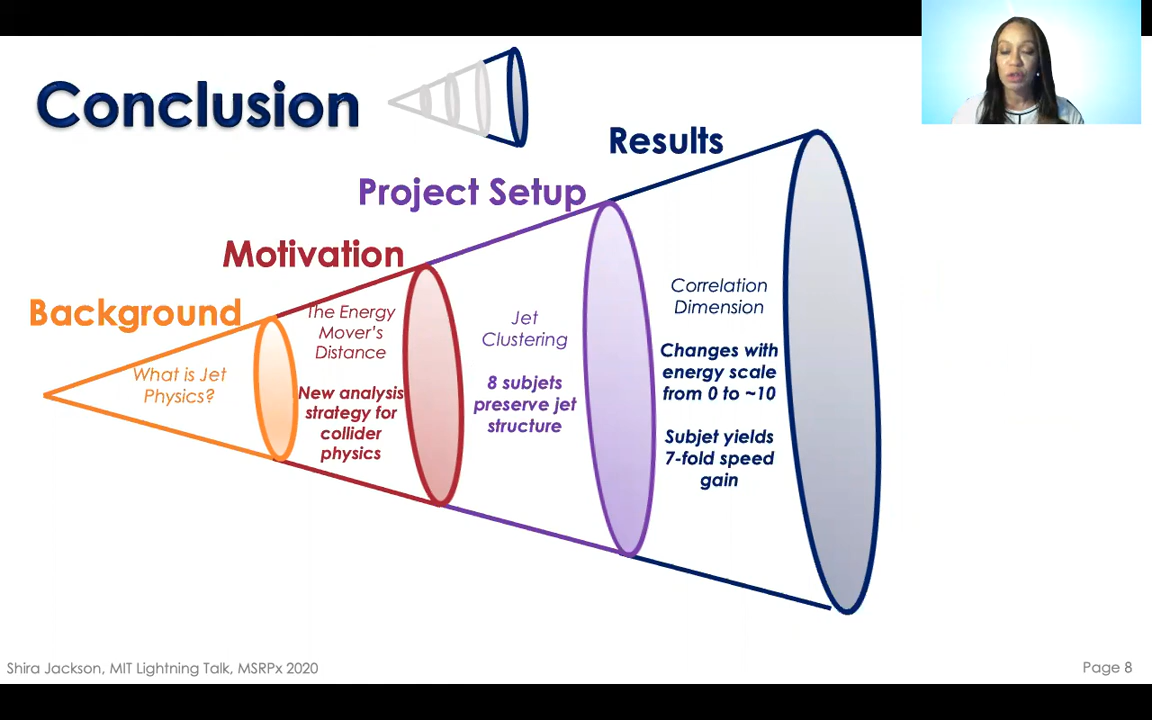 Conclusion
Results
Project Setup
Motivation
Background
What is Jet
Physics?
The Energy
Mover's
Distance
New analysis
strategy for
collider
physics
Jet
Clustering
8 subjets
preserve jet
structure
Correlation
Dimension
Changes with
energy scale
from 0 to ~10
Subjet yields
7-fold speed
gain
Shira Jackson, MIT Lightning Talk, MSRPx 2020
Page 8